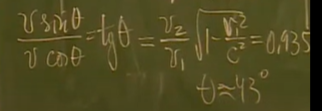 v sinθ / v cosθ = tgθ = v₂/v₁ √(1 - v₁²/c²) = 0,935
θ ≈ 43°